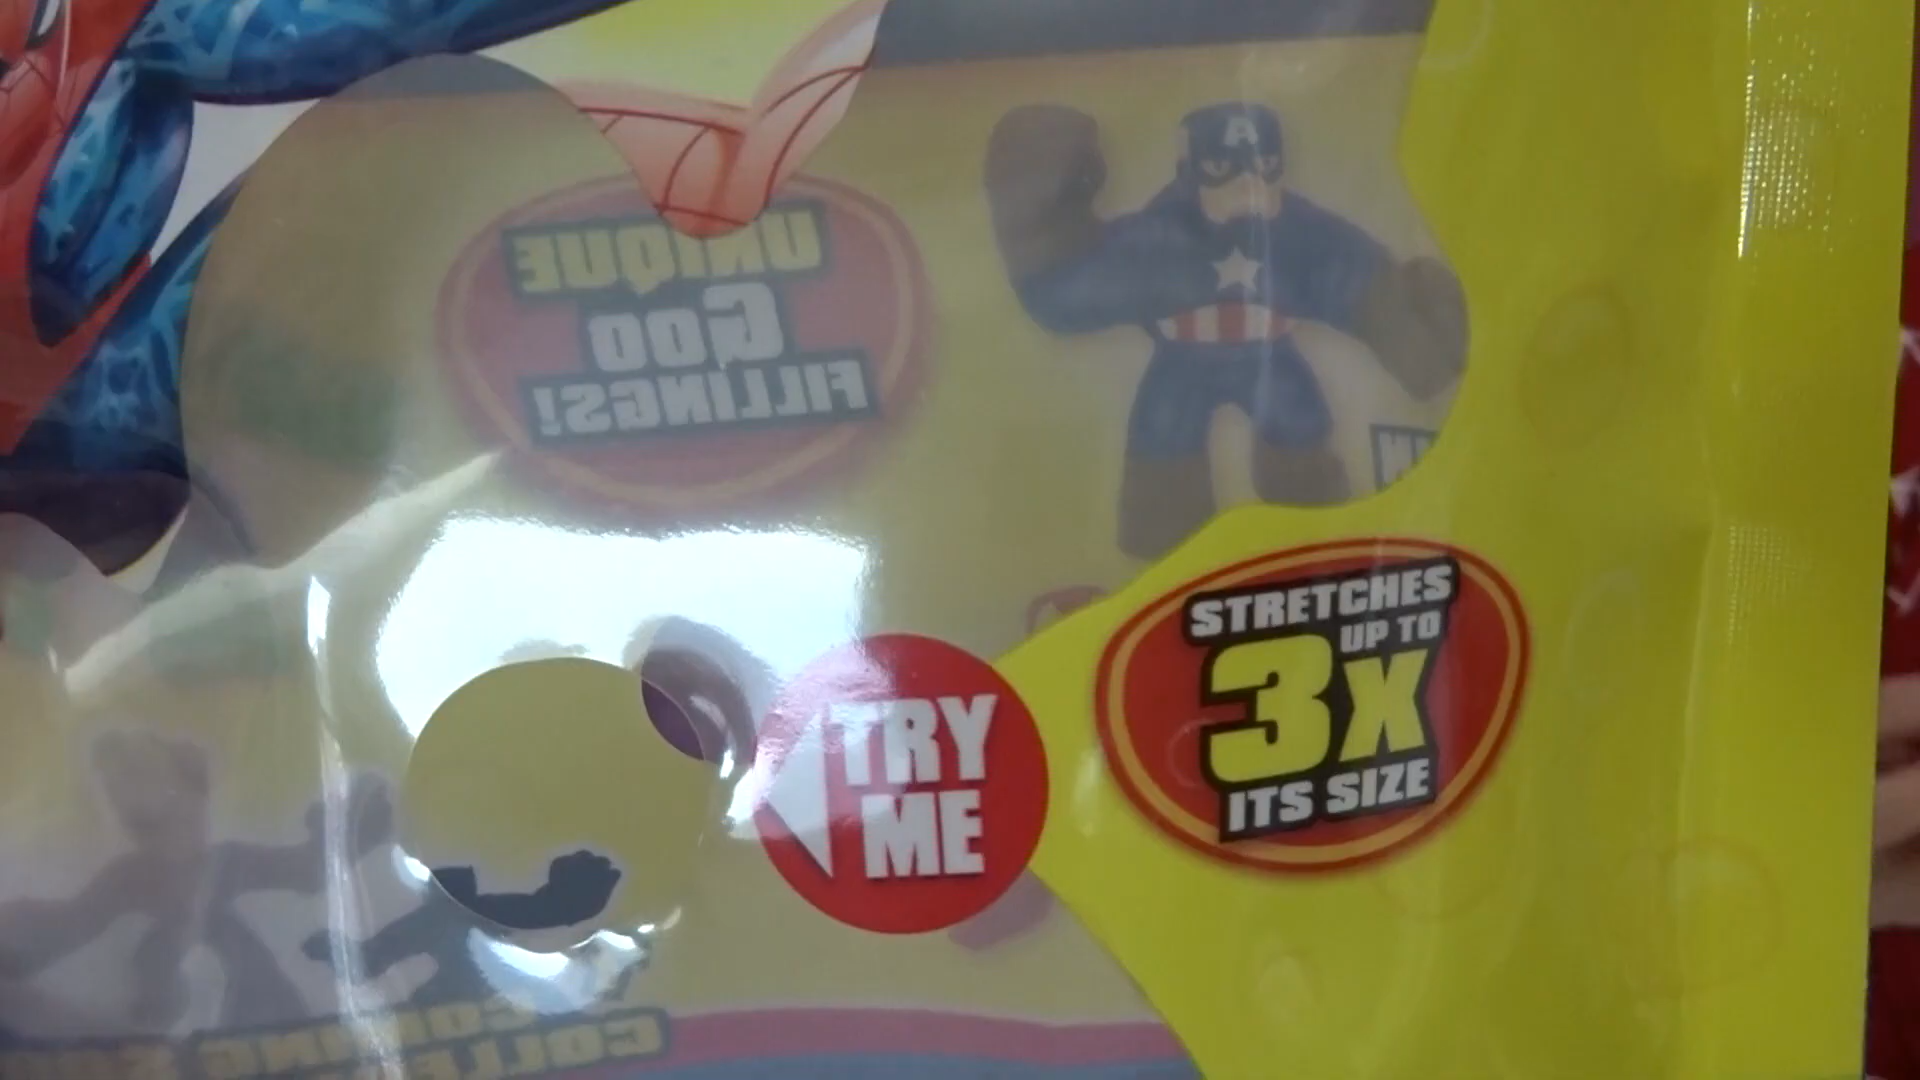 A
UNIQUE
GOO
FILLINGS!
STRETCHES
UP TO
3X
ITS SIZE
TRY
ME